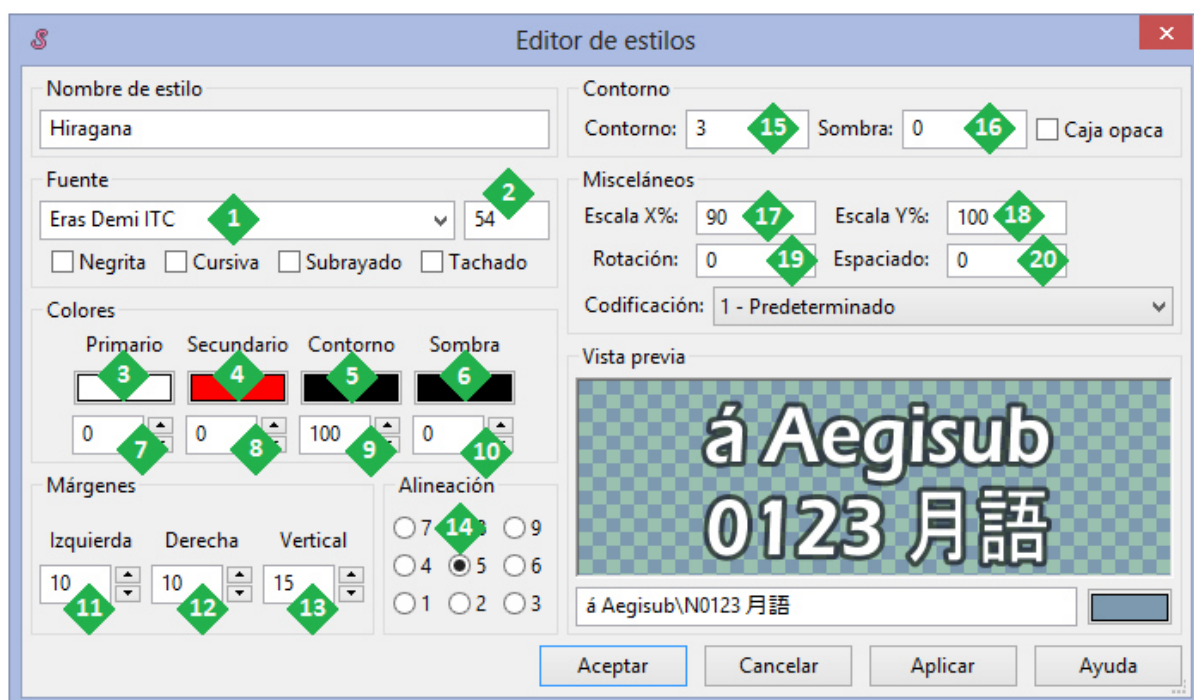 Editor de estilos
Nombre de estilo
Hiragana
Fuente
Eras Demi ITC 1 54 2
Negrita Cursiva Subrayado Tachado
Colores
Primario Secundario Contorno Sombra
3 4 5 6
0 7 0 8 100 9 0 10
Márgenes
Izquierda Derecha Vertical
10 11 10 12 15 13
Alineación
7 14 8 9
4 5 6
1 2 3
Contorno
Contorno: 3 15 Sombra: 0 16 Caja opaca
Misceláneos
Escala X%: 90 17 Escala Y%: 100 18
Rotación: 0 19 Espaciado: 0 20
Codificación: 1 - Predeterminado
Vista previa
á Aegisub
0123 月語
á Aegisub\N0123 月語
Aceptar Cancelar Aplicar Ayuda